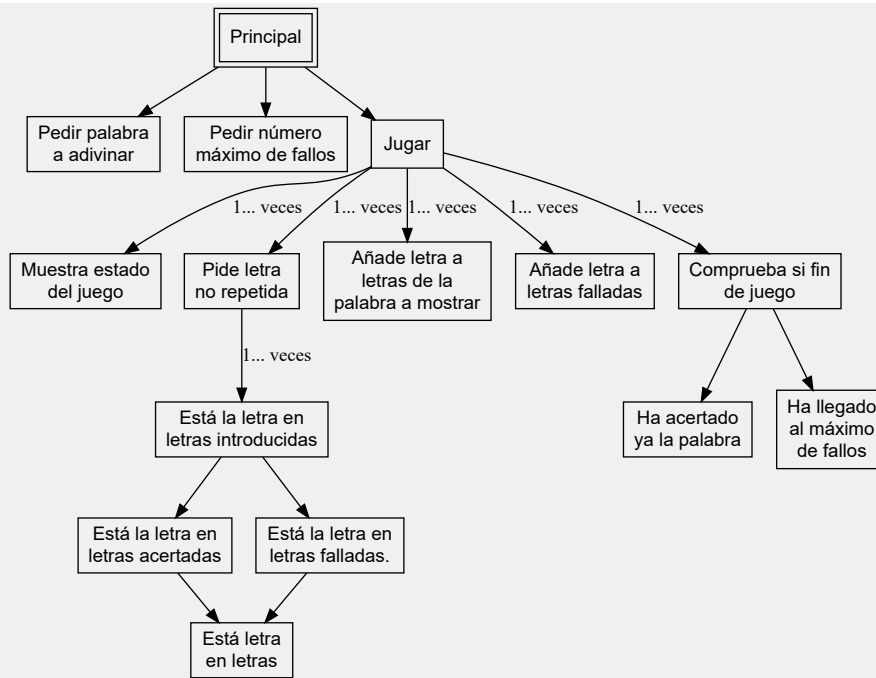 Principal
Pedir palabra
a adivinar
Pedir número
máximo de fallos
Jugar
1... veces
1... veces
1... veces
1... veces
1... veces
Muestra estado
del juego
Pide letra
no repetida
Añade letra a
letras de la
palabra a mostrar
Añade letra a
letras falladas
Comprueba si fin
de juego
1... veces
Está la letra en
letras introducidas
Ha acertado
ya la palabra
Ha llegado
al máximo
de fallos
Está la letra en
letras acertadas
Está la letra en
letras falladas.
Está letra
en letras